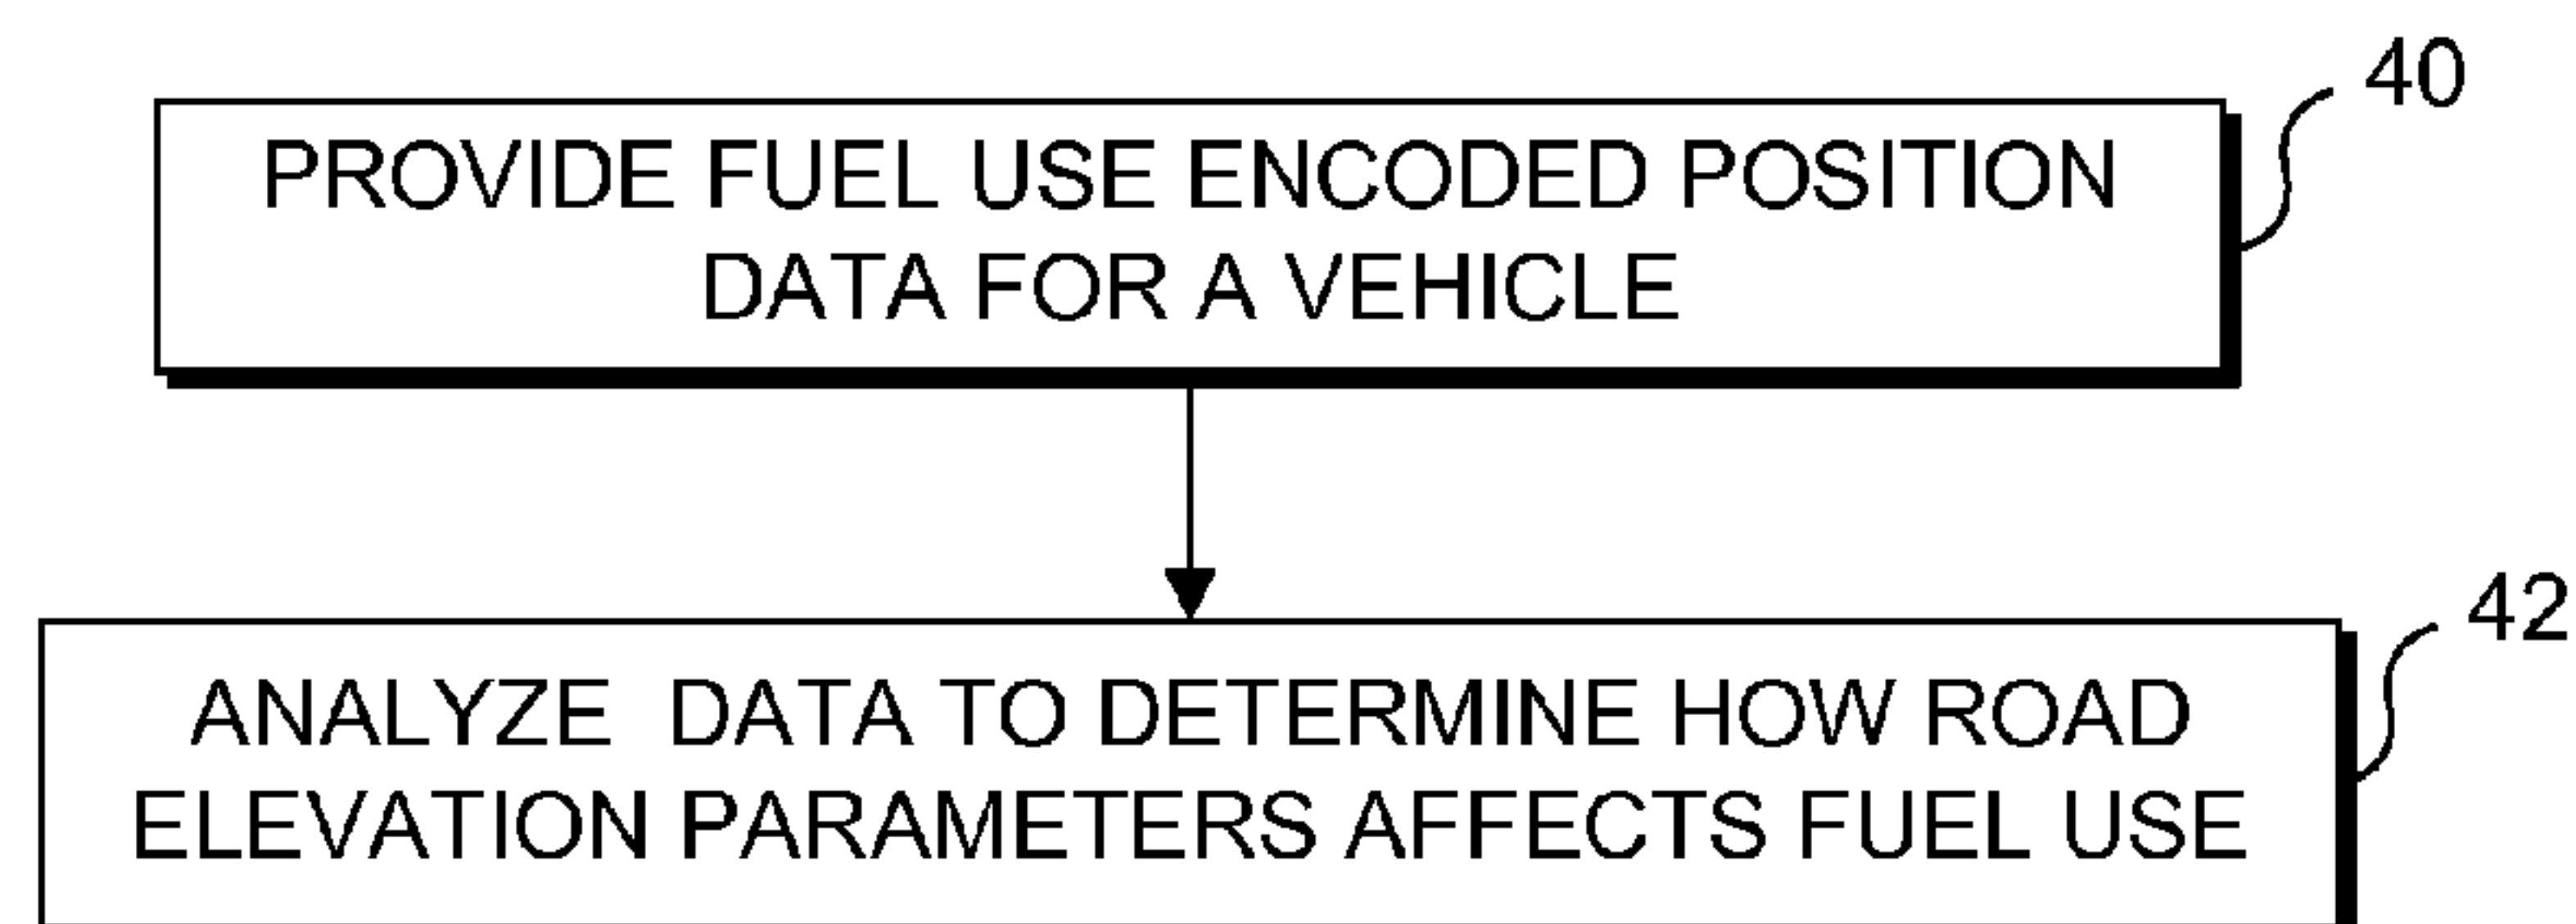 40
PROVIDE FUEL USE ENCODED POSITION
DATA FOR A VEHICLE
42
ANALYZE DATA TO DETERMINE HOW ROAD
ELEVATION PARAMETERS AFFECTS FUEL USE